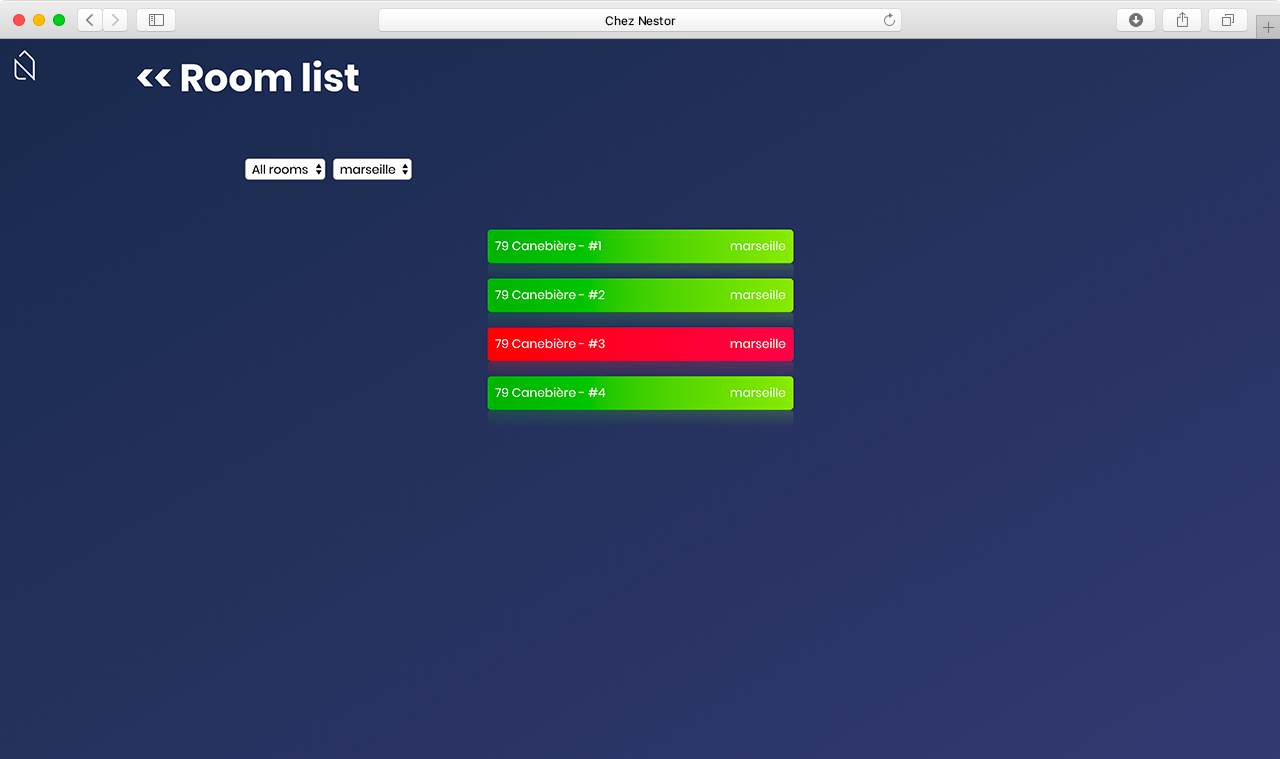 Chez Nestor
<< Room list
All rooms marseille
79 Canebière - #1 marseille
79 Canebière - #2 marseille
79 Canebière - #3 marseille
79 Canebière - #4 marseille